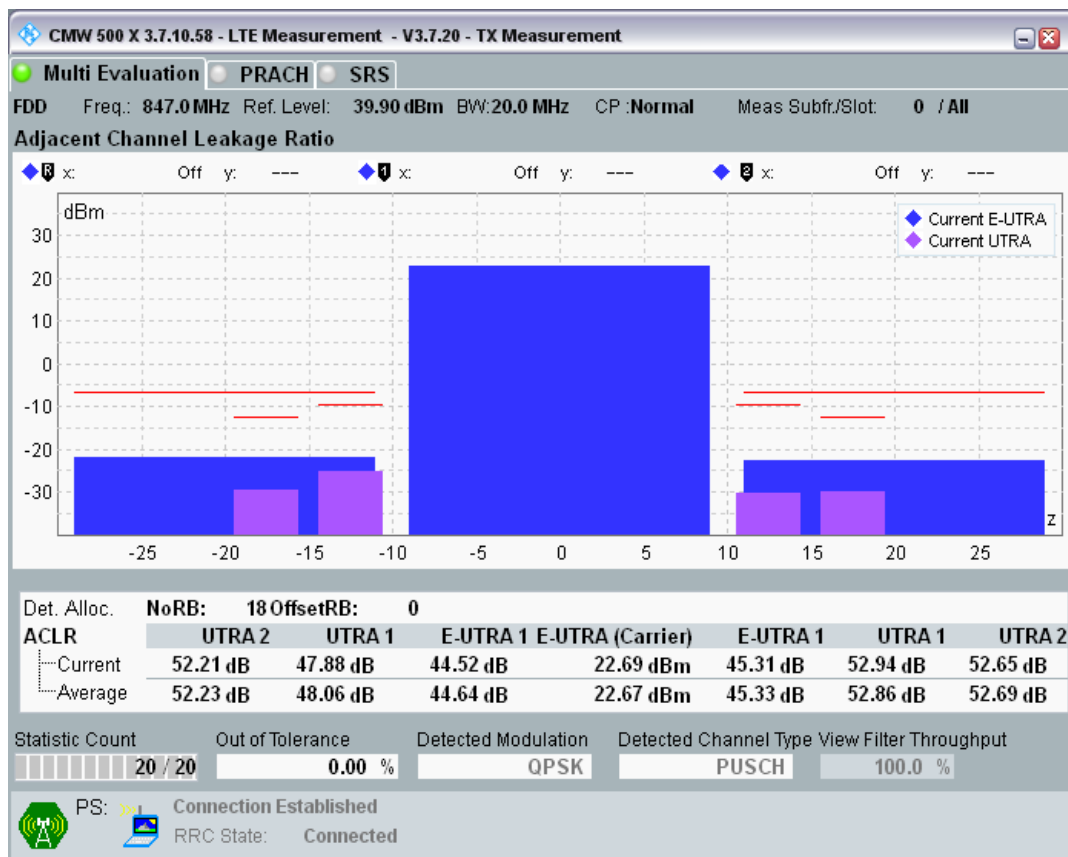 CMW 500 X 3.7.10.58 - LTE Measurement - V3.7.20 - TX Measurement
Multi Evaluation PRACH SRS
FDD Freq.: 847.0 MHz Ref. Level: 39.90 dBm BW:20.0 MHz CP :Normal Meas Subfr./Slot: 0 / All
Adjacent Channel Leakage Ratio
R x: Off y: --- 1 x: Off y: --- 2 x: Off y: ---
dBm
Current E-UTRA
Current UTRA
30
20
10
0
-10
-20
-30
z
-25 -20 -15 -10 -5 0 5 10 15 20 25
Det. Alloc. NoRB: 18 OffsetRB: 0
ACLR UTRA 2 UTRA 1 E-UTRA 1 E-UTRA (Carrier) E-UTRA 1 UTRA 1 UTRA 2
Current 52.21 dB 47.88 dB 44.52 dB 22.69 dBm 45.31 dB 52.94 dB 52.65 dB
Average 52.23 dB 48.06 dB 44.64 dB 22.67 dBm 45.33 dB 52.86 dB 52.69 dB
Statistic Count Out of Tolerance Detected Modulation Detected Channel Type View Filter Throughput
20 / 20 0.00 % QPSK PUSCH 100.0 %
PS: Connection Established
RRC State: Connected